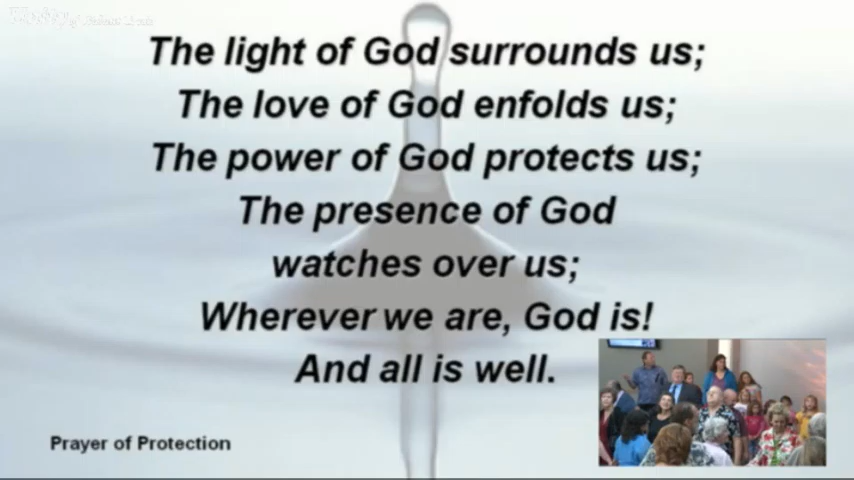 The light of God surrounds us;
The love of God enfolds us;
The power of God protects us;
The presence of God
watches over us;
Wherever we are, God is!
And all is well.
Prayer of Protection